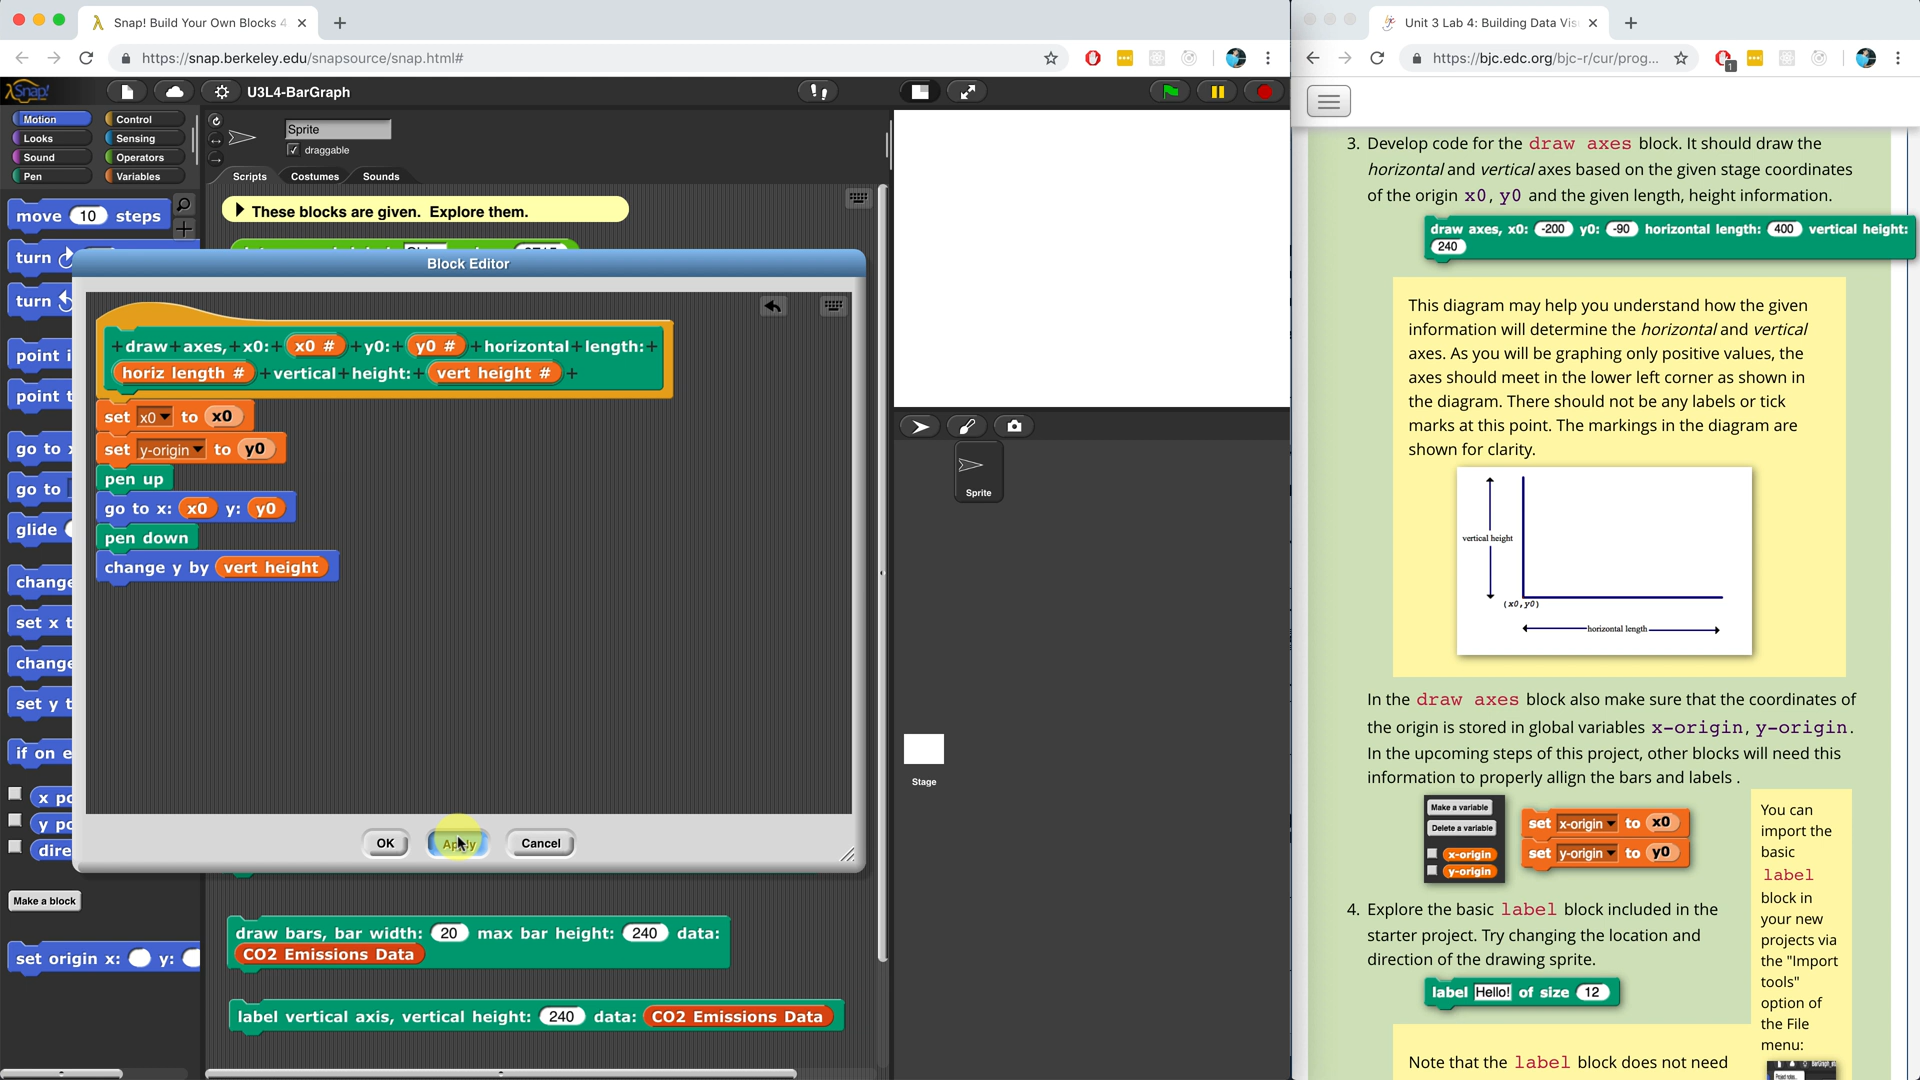 Snap! Build Your Own Blocks 4
https://snap.berkeley.edu/snapsource/snap.html#
Snap!
U3L4-BarGraph
Motion
Control
Looks
Sensing
Sound
Operators
Pen
Variables
Sprite
draggable
Scripts
Costumes
Sounds
move 10 steps
turn
turn
point i
point t
go to x
go to
glide
change
set x t
change
set y t
if on e
x po
y po
dire
Make a block
set origin x: y:
These blocks are given. Explore them.
Block Editor
+draw+axes,+x0:+ x0 # +y0:+ y0 # +horizontal+length:+
horiz length # +vertical+height:+ vert height # +
set x0 to x0
set y-origin to y0
pen up
go to x: x0 y: y0
pen down
change y by vert height
OK
Apply
Cancel
draw bars, bar width: 20 max bar height: 240 data:
CO2 Emissions Data
label vertical axis, vertical height: 240 data: CO2 Emissions Data
Sprite
Stage
Unit 3 Lab 4: Building Data Vis
https://bjc.edc.org/bjc-r/cur/prog...
1
3. Develop code for the draw axes block. It should draw the
horizontal and vertical axes based on the given stage coordinates
of the origin x0, y0 and the given length, height information.
draw axes, x0: -200 y0: -90 horizontal length: 400 vertical height:
240
This diagram may help you understand how the given
information will determine the horizontal and vertical
axes. As you will be graphing only positive values, the
axes should meet in the lower left corner as shown in
the diagram. There should not be any labels or tick
marks at this point. The markings in the diagram are
shown for clarity.
vertical height
(x0,y0)
horizontal length
In the draw axes block also make sure that the coordinates of
the origin is stored in global variables x-origin, y-origin.
In the upcoming steps of this project, other blocks will need this
information to properly allign the bars and labels .
Make a variable
Delete a variable
x-origin
y-origin
set x-origin to x0
set y-origin to y0
You can
import the
basic
label
block in
your new
projects via
the "Import
tools"
option of
the File
menu:
4. Explore the basic label block included in the
starter project. Try changing the location and
direction of the drawing sprite.
label Hello! of size 12
Note that the label block does not need